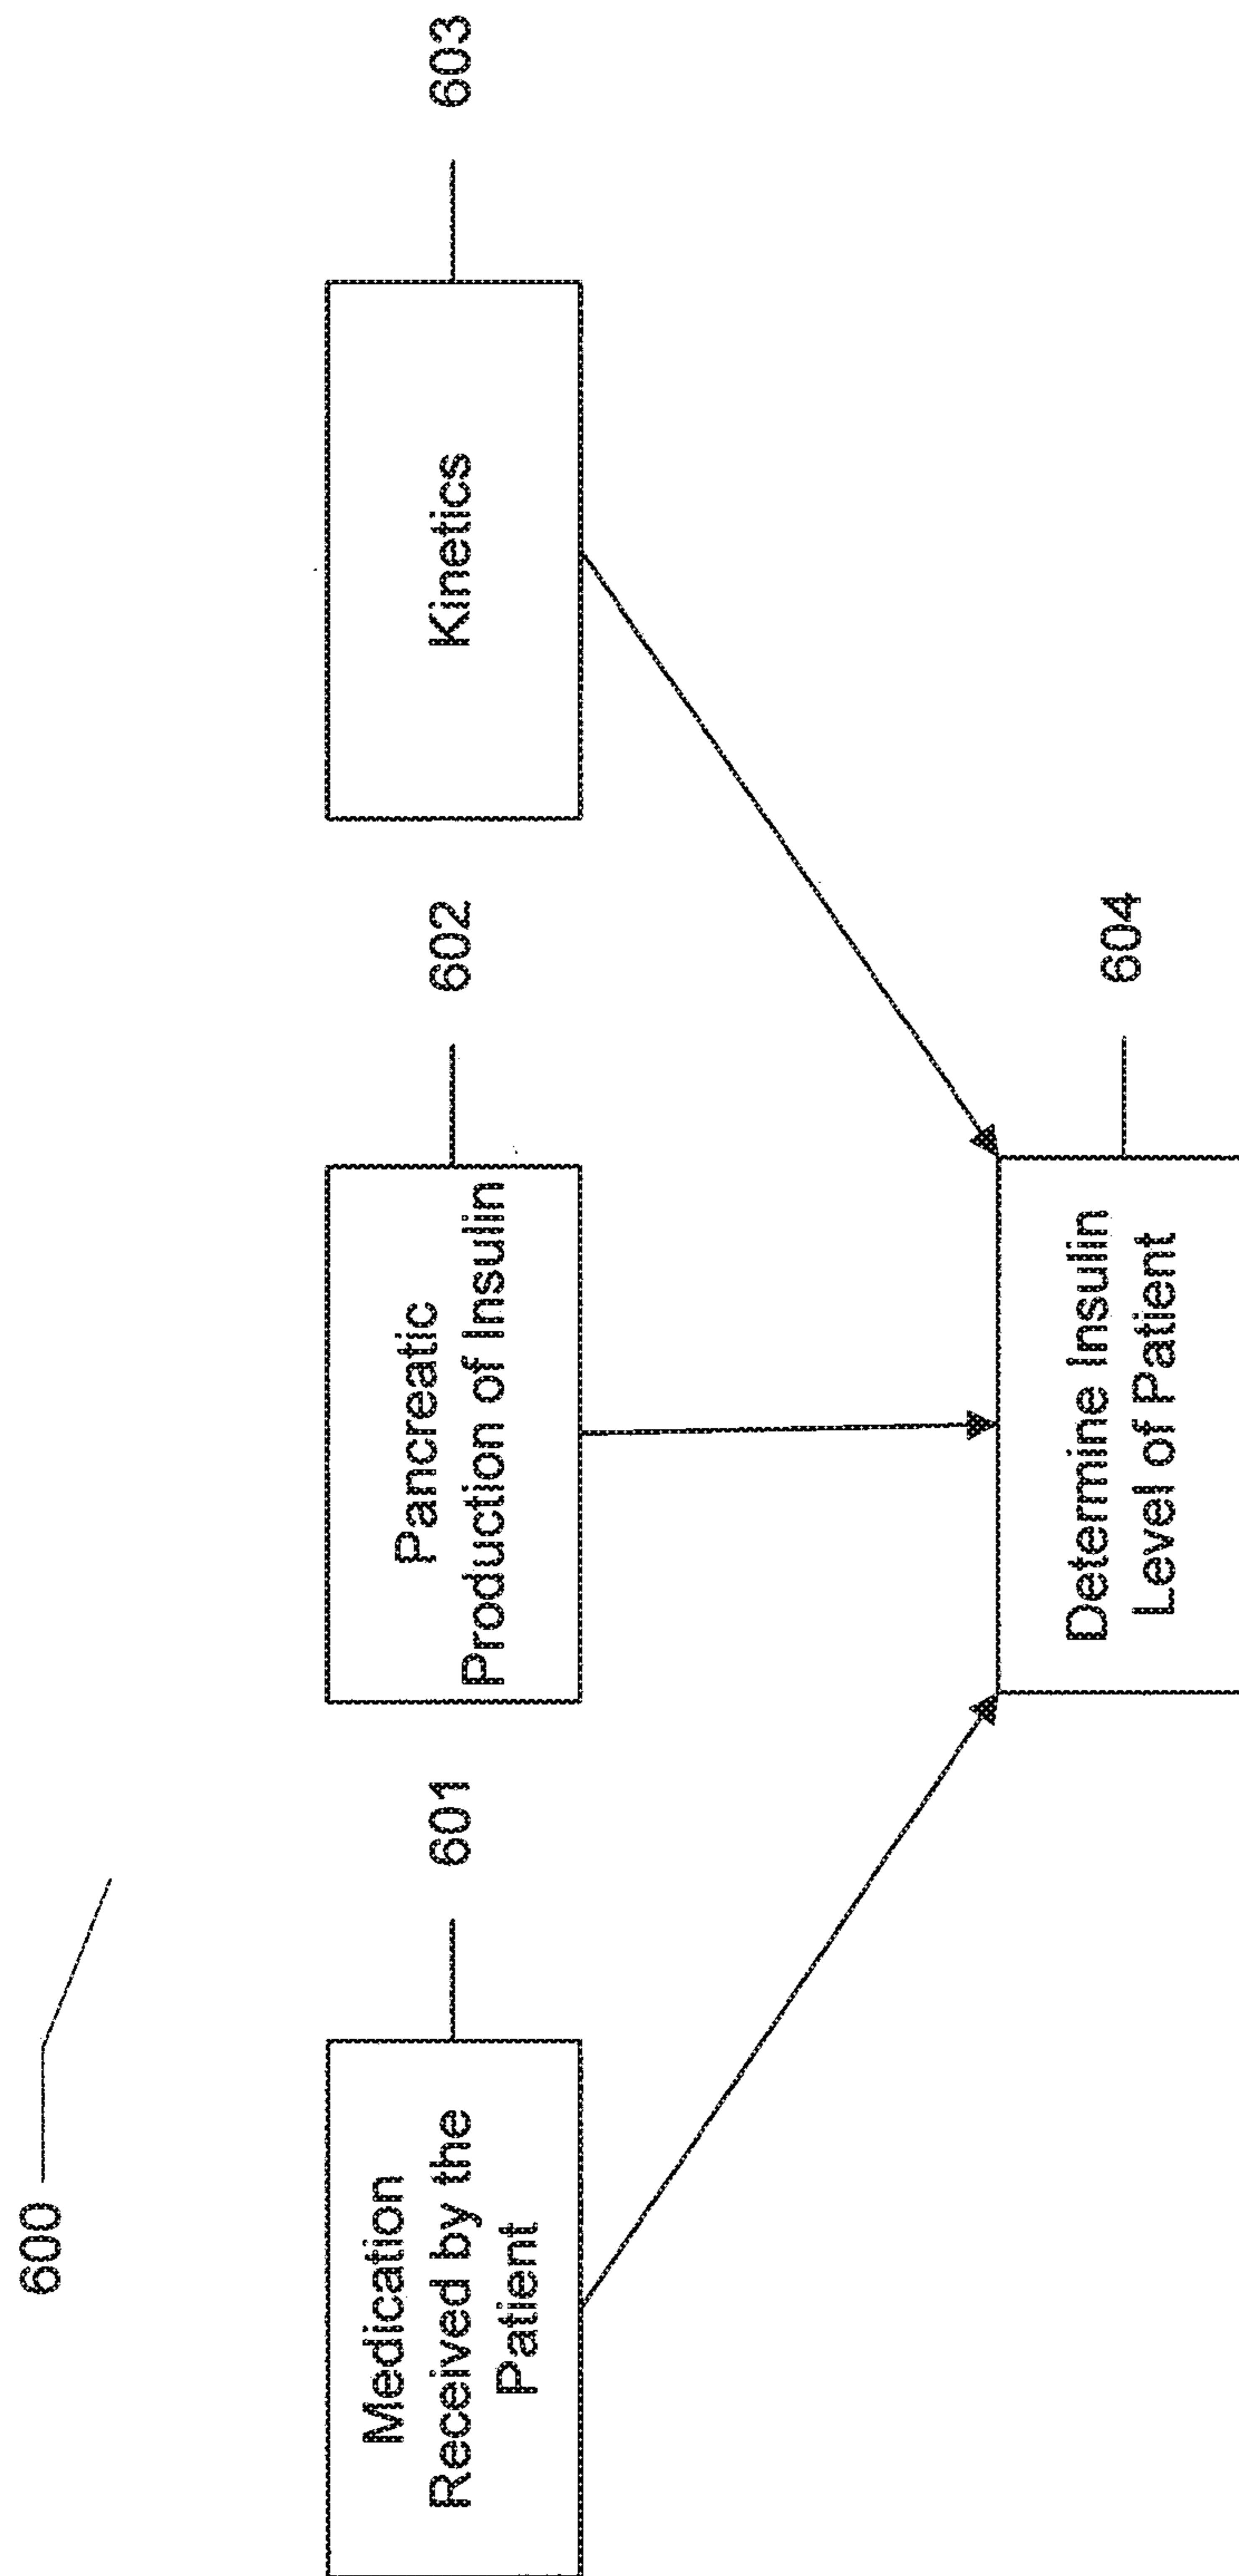 600
Medication
Received by the
Patient
601
Pancreatic
Production of Insulin
602
Kinetics
603
Determine Insulin
Level of Patient
604